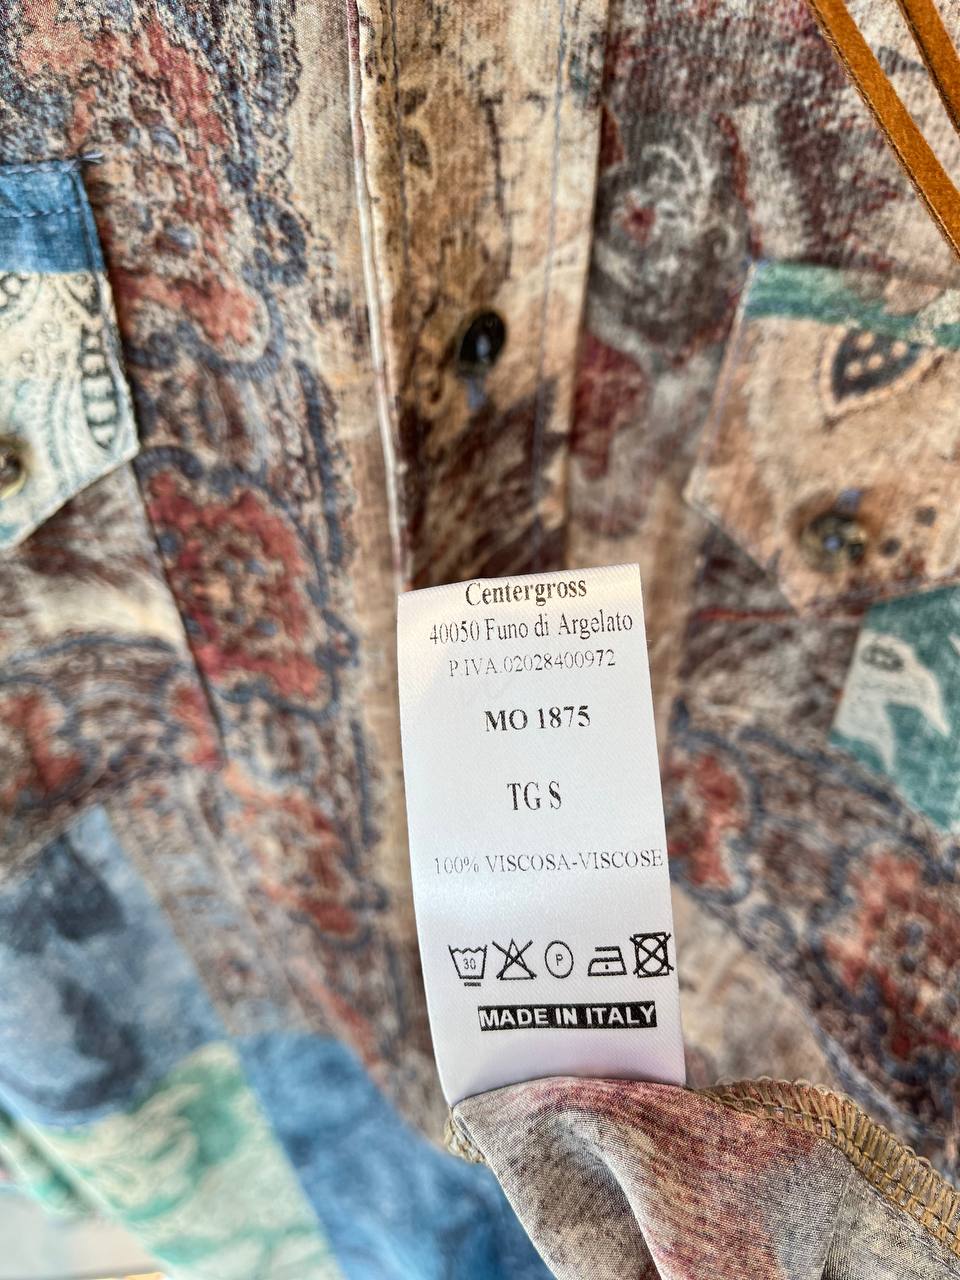 Centergross
40050 Funo di Argelato
P.IVA.02028400972
MO 1875
TG S
100% VISCOSA-VISCOSE
30 P
MADE IN ITALY